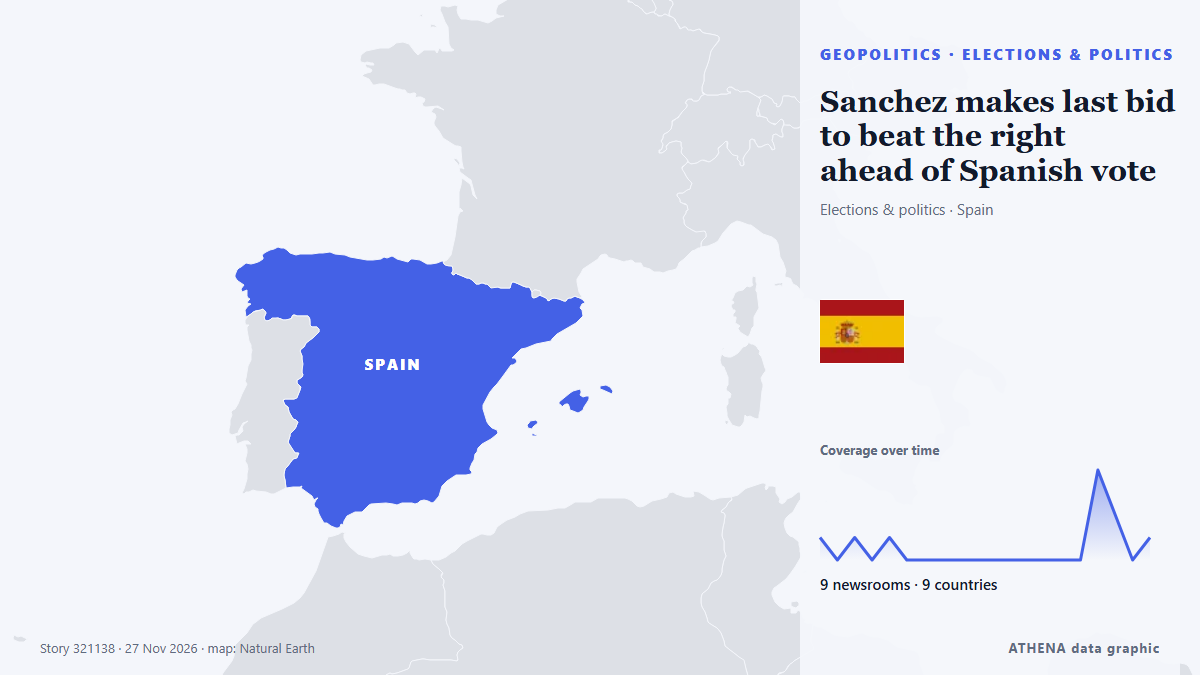 GEOPOLITICS · ELECTIONS & POLITICS
Sanchez makes last bid
to beat the right
ahead of Spanish vote
Elections & politics · Spain
SPAIN
Coverage over time
9 newsrooms · 9 countries
Story 321138 · 27 Nov 2026 · map: Natural Earth
ATHENA data graphic